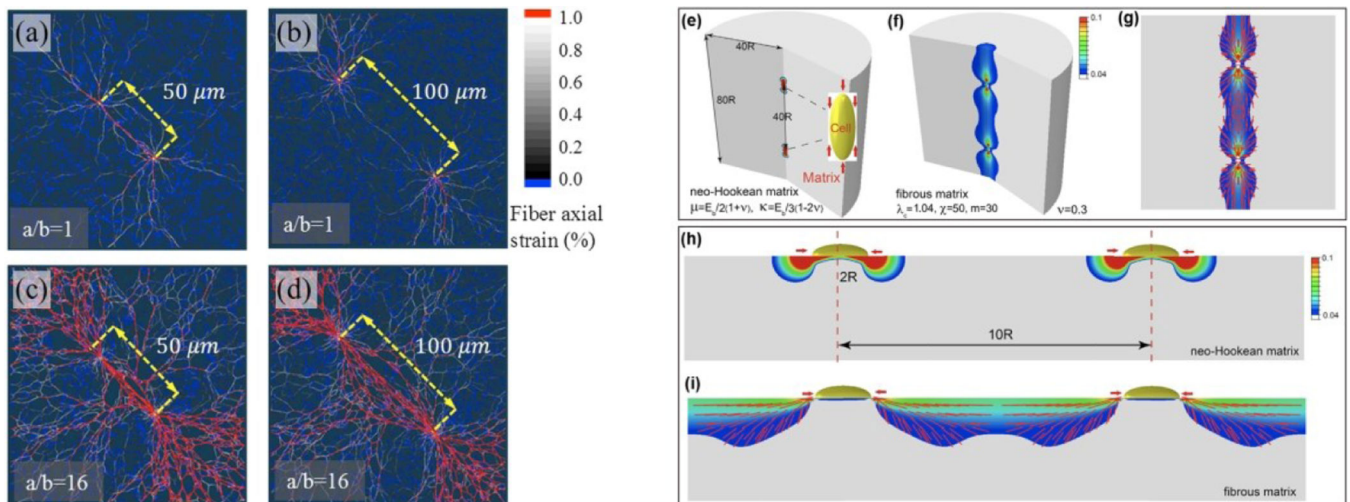 (a)
50 μm
a/b=1
(b)
100 μm
a/b=1
1.0
0.8
0.6
0.4
0.2
0.0
Fiber axial
strain (%)
(c)
50 μm
a/b=16
(d)
100 μm
a/b=16
(e)
40R
80R
40R
Cell
Matrix
neo-Hookean matrix
μ=Eₛ/2(1+ν), κ=Eₛ/3(1-2ν)
(f)
0.1
0.04
fibrous matrix
λc=1.04, χ=50, m=30
ν=0.3
(g)
(h)
2R
10R
0.1
0.04
neo-Hookean matrix
(i)
fibrous matrix